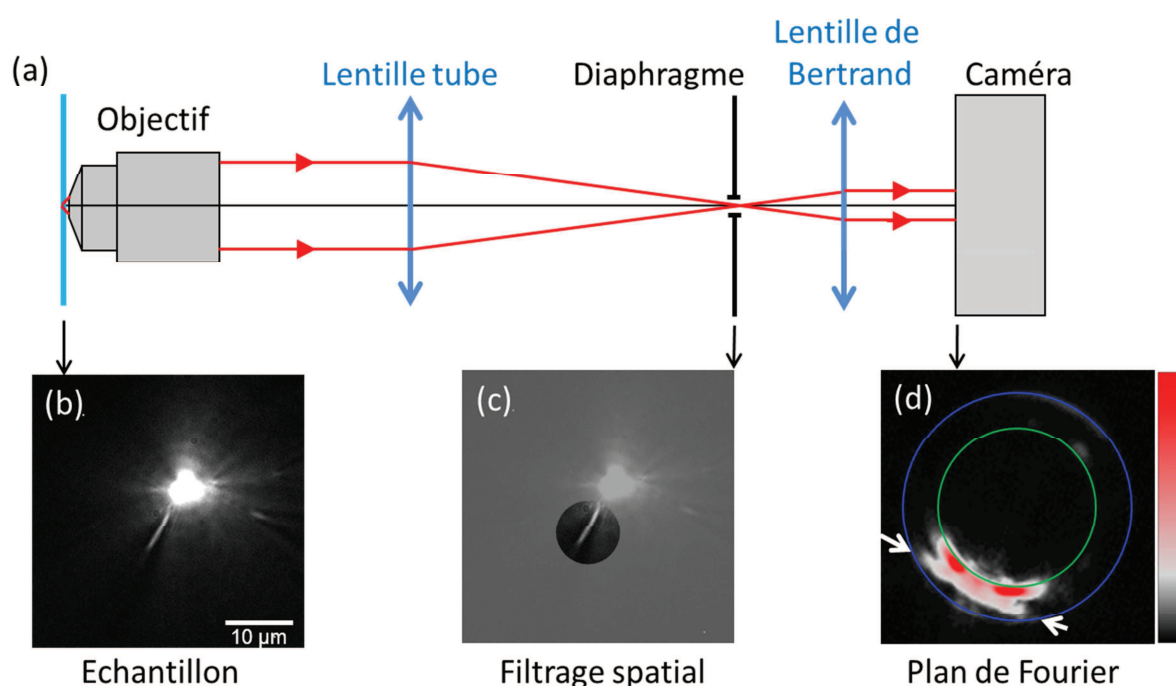 (a)
Objectif
Lentille tube
Diaphragme
Lentille de
Bertrand
Caméra
(b)
10 µm
(c)
(d)
Echantillon
Filtrage spatial
Plan de Fourier